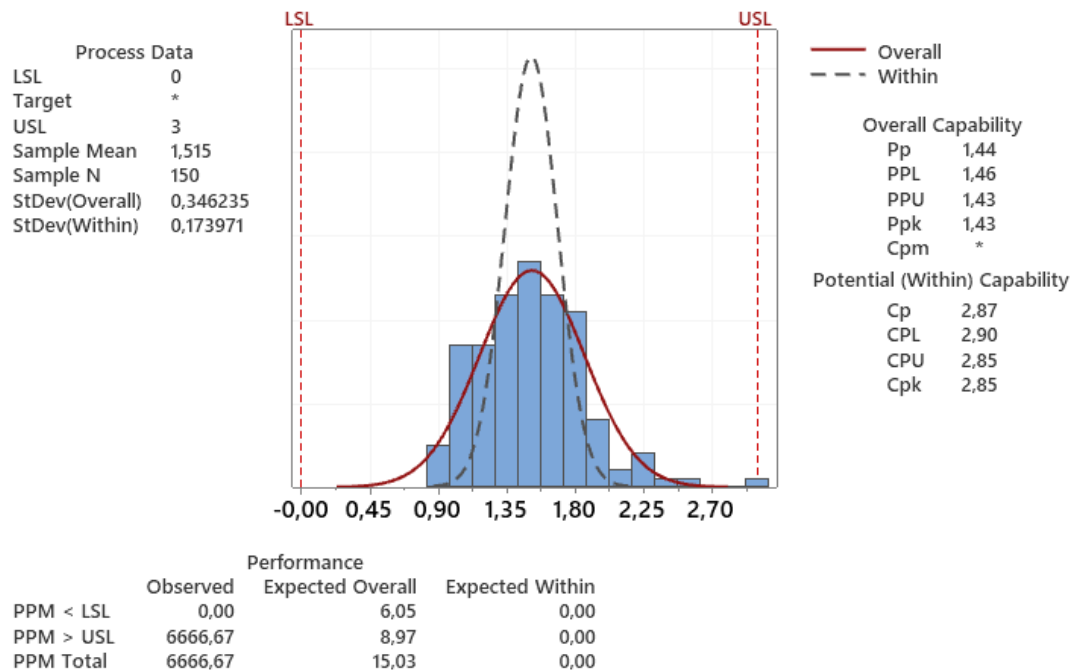 LSL USL
Process Data
LSL 0
Target *
USL 3
Sample Mean 1,515
Sample N 150
StDev(Overall) 0,346235
StDev(Within) 0,173971
Overall
Within
Overall Capability
Pp 1,44
PPL 1,46
PPU 1,43
Ppk 1,43
Cpm *
Potential (Within) Capability
Cp 2,87
CPL 2,90
CPU 2,85
Cpk 2,85
-0,00 0,45 0,90 1,35 1,80 2,25 2,70
Performance
Observed Expected Overall Expected Within
PPM < LSL 0,00 6,05 0,00
PPM > USL 6666,67 8,97 0,00
PPM Total 6666,67 15,03 0,00